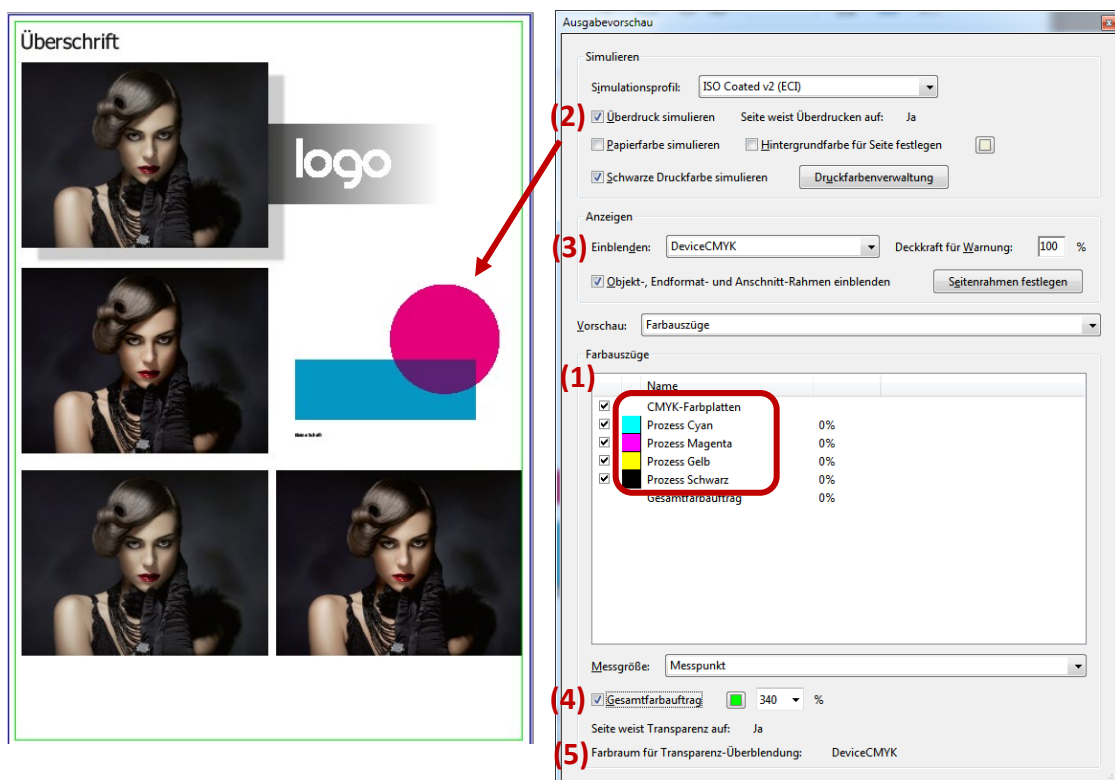 Überschrift
logo
Ausgabevorschau
Simulieren
Simulationsprofil: ISO Coated v2 (ECI)
(2) Überdruck simulieren Seite weist Überdrucken auf: Ja
Papierfarbe simulieren Hintergrundfarbe für Seite festlegen
Schwarze Druckfarbe simulieren Druckfarbenverwaltung
Anzeigen
(3) Einblenden: DeviceCMYK Deckkraft für Warnung: 100 %
Objekt-, Endformat- und Anschnitt-Rahmen einblenden Seitenrahmen festlegen
Vorschau: Farbauszüge
Farbauszüge
(1)
Name
CMYK-Farbplatten
Prozess Cyan 0%
Prozess Magenta 0%
Prozess Gelb 0%
Prozess Schwarz 0%
Gesamtfarbauftrag 0%
Messgröße: Messpunkt
(4) Gesamtfarbauftrag 340 %
Seite weist Transparenz auf: Ja
(5) Farbraum für Transparenz-Überblendung: DeviceCMYK